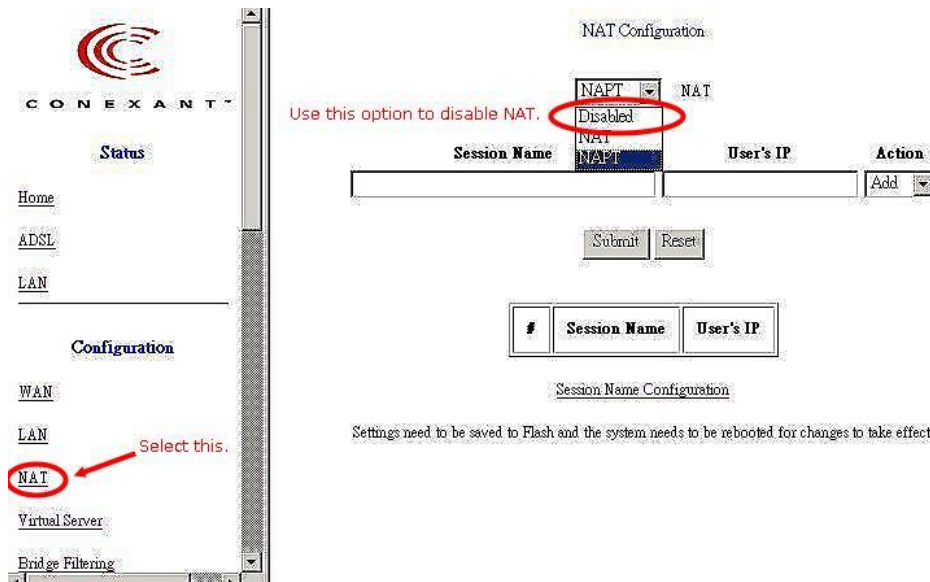 CONEXANT™
Status
Home
ADSL
LAN
Configuration
WAN
LAN
Select this.
NAT
Virtual Server
Bridge Filtering
NAT Configuration
NAPT NAT
Use this option to disable NAT.
Disabled
NAT
NAPT
Session Name User's IP Action
Add
Submit Reset
# Session Name User's IP
Session Name Configuration
Settings need to be saved to Flash and the system needs to be rebooted for changes to take effect